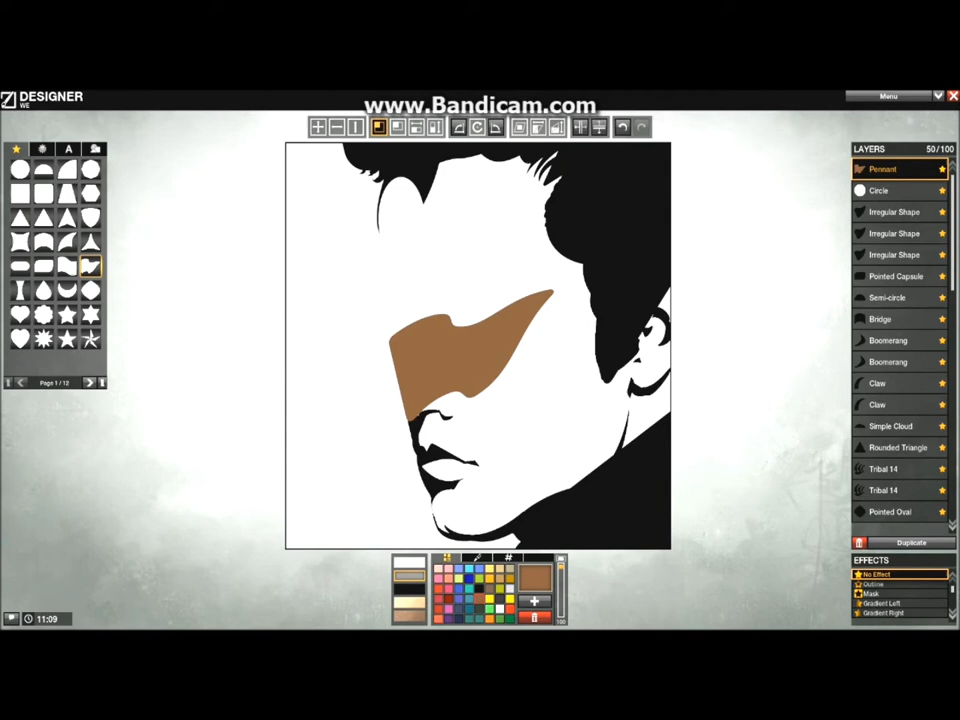 DESIGNER
WE
www.Bandicam.com
Menu
A
LAYERS 50/100
Pennant
Circle
Irregular Shape
Irregular Shape
Irregular Shape
Pointed Capsule
Semi-circle
Bridge
Boomerang
Boomerang
Claw
Claw
Simple Cloud
Rounded Triangle
Tribal 14
Tribal 14
Pointed Oval
Duplicate
Page 1 / 12
EFFECTS
No Effect
Outline
Mask
Gradient Left
Gradient Right
#
100
11:09